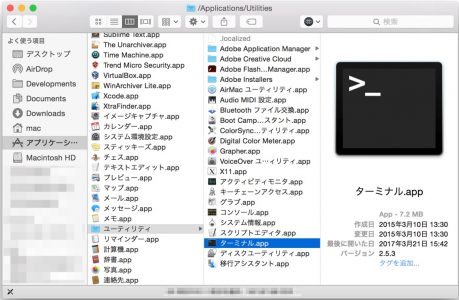 /Applications/Utilities
検索
よく使う項目
デスクトップ
AirDrop
Developments
Documents
Downloads
mac
アプリケーシ…
Macintosh HD
Sublime Text.app
The Unarchiver.app
Time Machine.app
Trend Micro Security.app
VirtualBox.app
WinArchiver Lite.app
Xcode.app
XtraFinder.app
イメージキャプチャ.app
カレンダー.app
システム環境設定.app
スティッキーズ.app
チェス.app
テキストエディット.app
プレビュー.app
マップ.app
メール.app
メッセージ.app
メモ.app
ユーティリティ
リマインダー.app
計算機.app
辞書.app
写真.app
連絡先.app
.localized
Adobe Application Manager
Adobe Creative Cloud
Adobe Flash…Manager.app
Adobe Installers
AirMac ユーティリティ.app
Audio MIDI 設定.app
Bluetooth ファイル交換.app
Boot Camp…スタント.app
ColorSync…ティリティ.app
Digital Color Meter.app
Grapher.app
VoiceOver ユ…ィリティ.app
X11.app
アクティビティモニタ.app
キーチェーンアクセス.app
グラブ.app
コンソール.app
システム情報.app
スクリプトエディタ.app
ターミナル.app
ディスクユーティリティ.app
移行アシスタント.app
>_
ターミナル.app
App - 7.2 MB
作成日 2015年3月10日 13:30
変更日 2015年3月10日 13:30
最後に開いた日 2017年3月21日 15:42
バージョン 2.5.3
タグを追加...